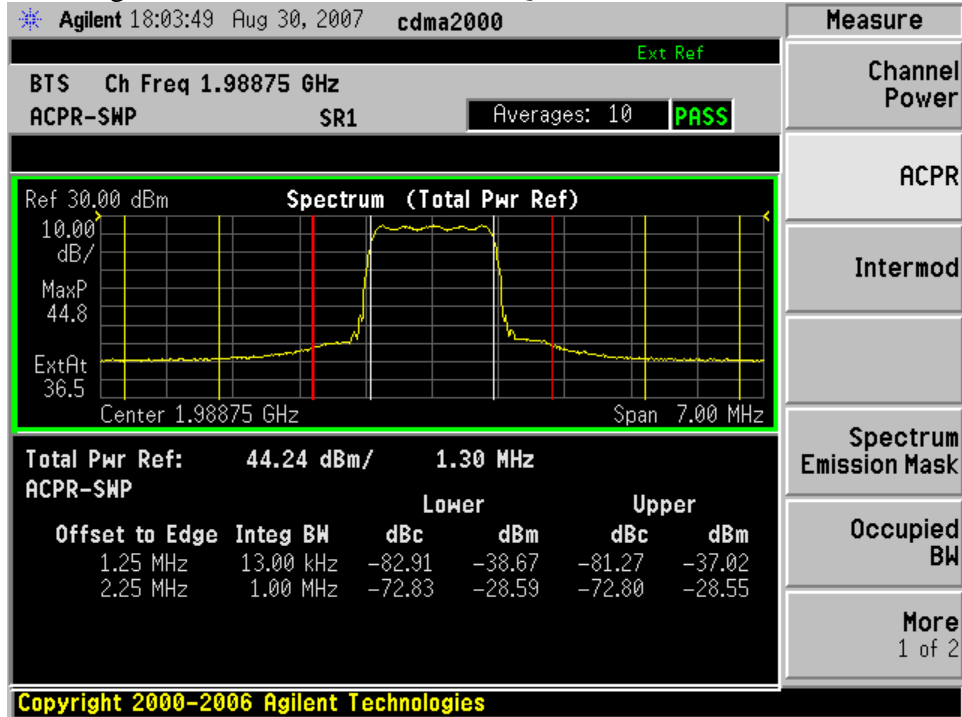 Agilent 18:03:49 Aug 30, 2007 cdma2000
Measure
Ext Ref
BTS Ch Freq 1.98875 GHz
ACPR-SWP SR1 Averages: 10 PASS
Channel Power
ACPR
Intermod
Spectrum Emission Mask
Occupied BW
More
1 of 2
Ref 30.00 dBm Spectrum (Total Pwr Ref)
10.00
dB/
MaxP
44.8
ExtAt
36.5
Center 1.98875 GHz Span 7.00 MHz
Total Pwr Ref: 44.24 dBm/ 1.30 MHz
ACPR-SWP
Lower Upper
Offset to Edge Integ BW dBc dBm dBc dBm
1.25 MHz 13.00 kHz -82.91 -38.67 -81.27 -37.02
2.25 MHz 1.00 MHz -72.83 -28.59 -72.80 -28.55
Copyright 2000-2006 Agilent Technologies